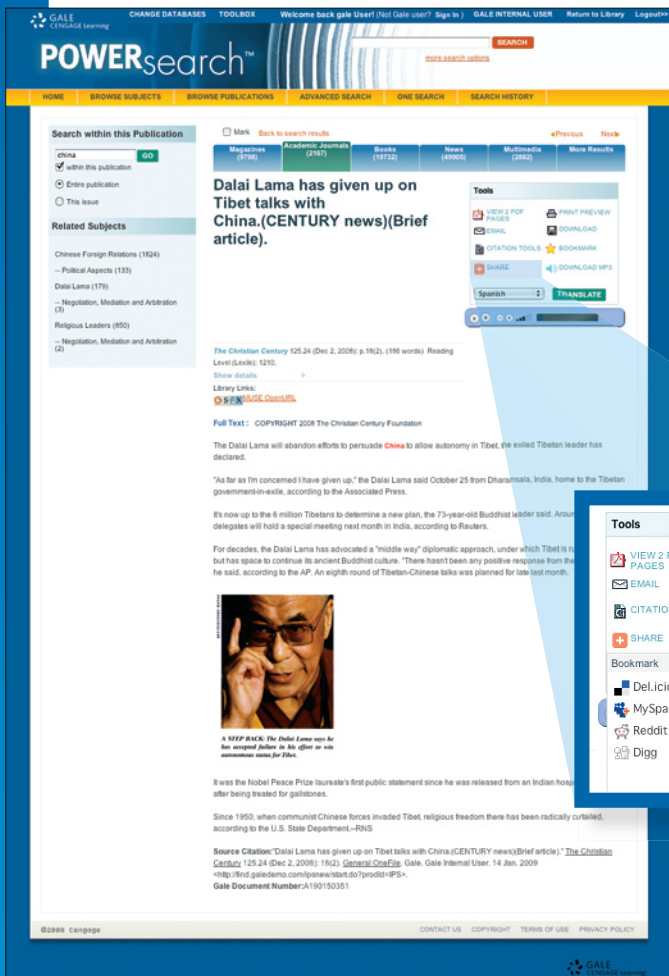 GALE
CENGAGE Learning
CHANGE DATABASES TOOLBOX Welcome back gale User! (Not Gale user? Sign In ) GALE INTERNAL USER Return to Library Logout
POWERsearch™
SEARCH
more search options
HOME BROWSE SUBJECTS BROWSE PUBLICATIONS ADVANCED SEARCH ONE SEARCH SEARCH HISTORY
Search within this Publication
china GO
within this publication
Entire publication
This issue
Related Subjects
Chinese Foreign Relations (1824)
-- Political Aspects (133)
Dalai Lama (179)
-- Negotiation, Mediation and Arbitration
(3)
Religious Leaders (850)
-- Negotiation, Mediation and Arbitration
(2)
Mark Back to search results
Previous Next
Magazines
(9798)
Academic Journals
(2167)
Books
(19732)
News
(49905)
Multimedia
(2882)
More Results
Dalai Lama has given up on
Tibet talks with
China.(CENTURY news)(Brief
article).
Tools
VIEW 2 PDF
PAGES
PRINT PREVIEW
EMAIL
DOWNLOAD
CITATION TOOLS
BOOKMARK
SHARE
DOWNLOAD MP3
Spanish TRANSLATE
The Christian Century 125.24 (Dec 2, 2008): p.18(2). (186 words) Reading
Level (Lexile): 1210.
Show details
Library Links:
SFX MUSE OpenURL
Full Text : COPYRIGHT 2008 The Christian Century Foundation
The Dalai Lama will abandon efforts to persuade China to allow autonomy in Tibet, the exiled Tibetan leader has
declared.
"As far as I'm concerned I have given up," the Dalai Lama said October 25 from Dharamsala, India, home to the Tibetan
government-in-exile, according to the Associated Press.
It's now up to the 6 million Tibetans to determine a new plan, the 73-year-old Buddhist leader said. Aroun
delegates will hold a special meeting next month in India, according to Reuters.
For decades, the Dalai Lama has advocated a "middle way" diplomatic approach, under which Tibet is ru
but has space to continue its ancient Buddhist culture. "There hasn't been any positive response from the
he said, according to the AP. An eighth round of Tibetan-Chinese talks was planned for late last month.
A STEP BACK: The Dalai Lama says he
has accepted failure in his effort to win
autonomous status for Tibet.
Tools
VIEW 2 P
PAGES
EMAIL
CITATIO
SHARE
Bookmark
Del.icio
MySpa
Reddit
Digg
It was the Nobel Peace Prize laureate's first public statement since he was released from an Indian hosp
after being treated for gallstones.
Since 1950, when communist Chinese forces invaded Tibet, religious freedom there has been radically curtailed,
according to the U.S. State Department.--RNS
Source Citation:"Dalai Lama has given up on Tibet talks with China.(CENTURY news)(Brief article)." The Christian
Century 125.24 (Dec 2, 2008): 18(2). General OneFile. Gale. Gale Internal User. 14 Jan. 2009
<http://find.galedemo.com/ipsnew/start.do?prodId=IPS>.
Gale Document Number:A190150351
©2000 Cengage
CONTACT US COPYRIGHT TERMS OF USE PRIVACY POLICY
GALE
CENGAGE Learning